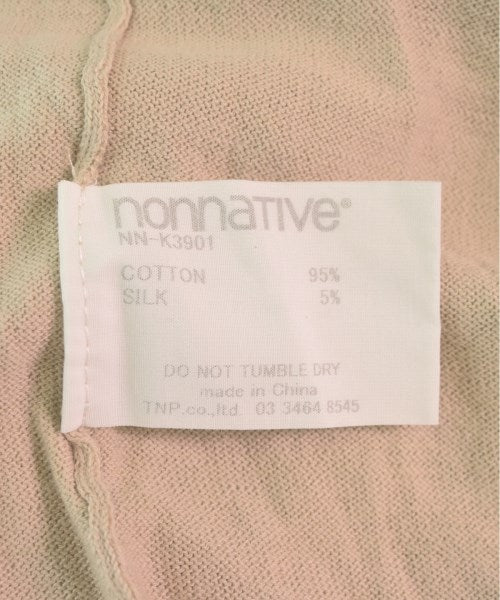 nonnative®
NN-K3901
COTTON 95%
SILK 5%
DO NOT TUMBLE DRY
made in China
TNP.co.,ltd. 03 3464 8545